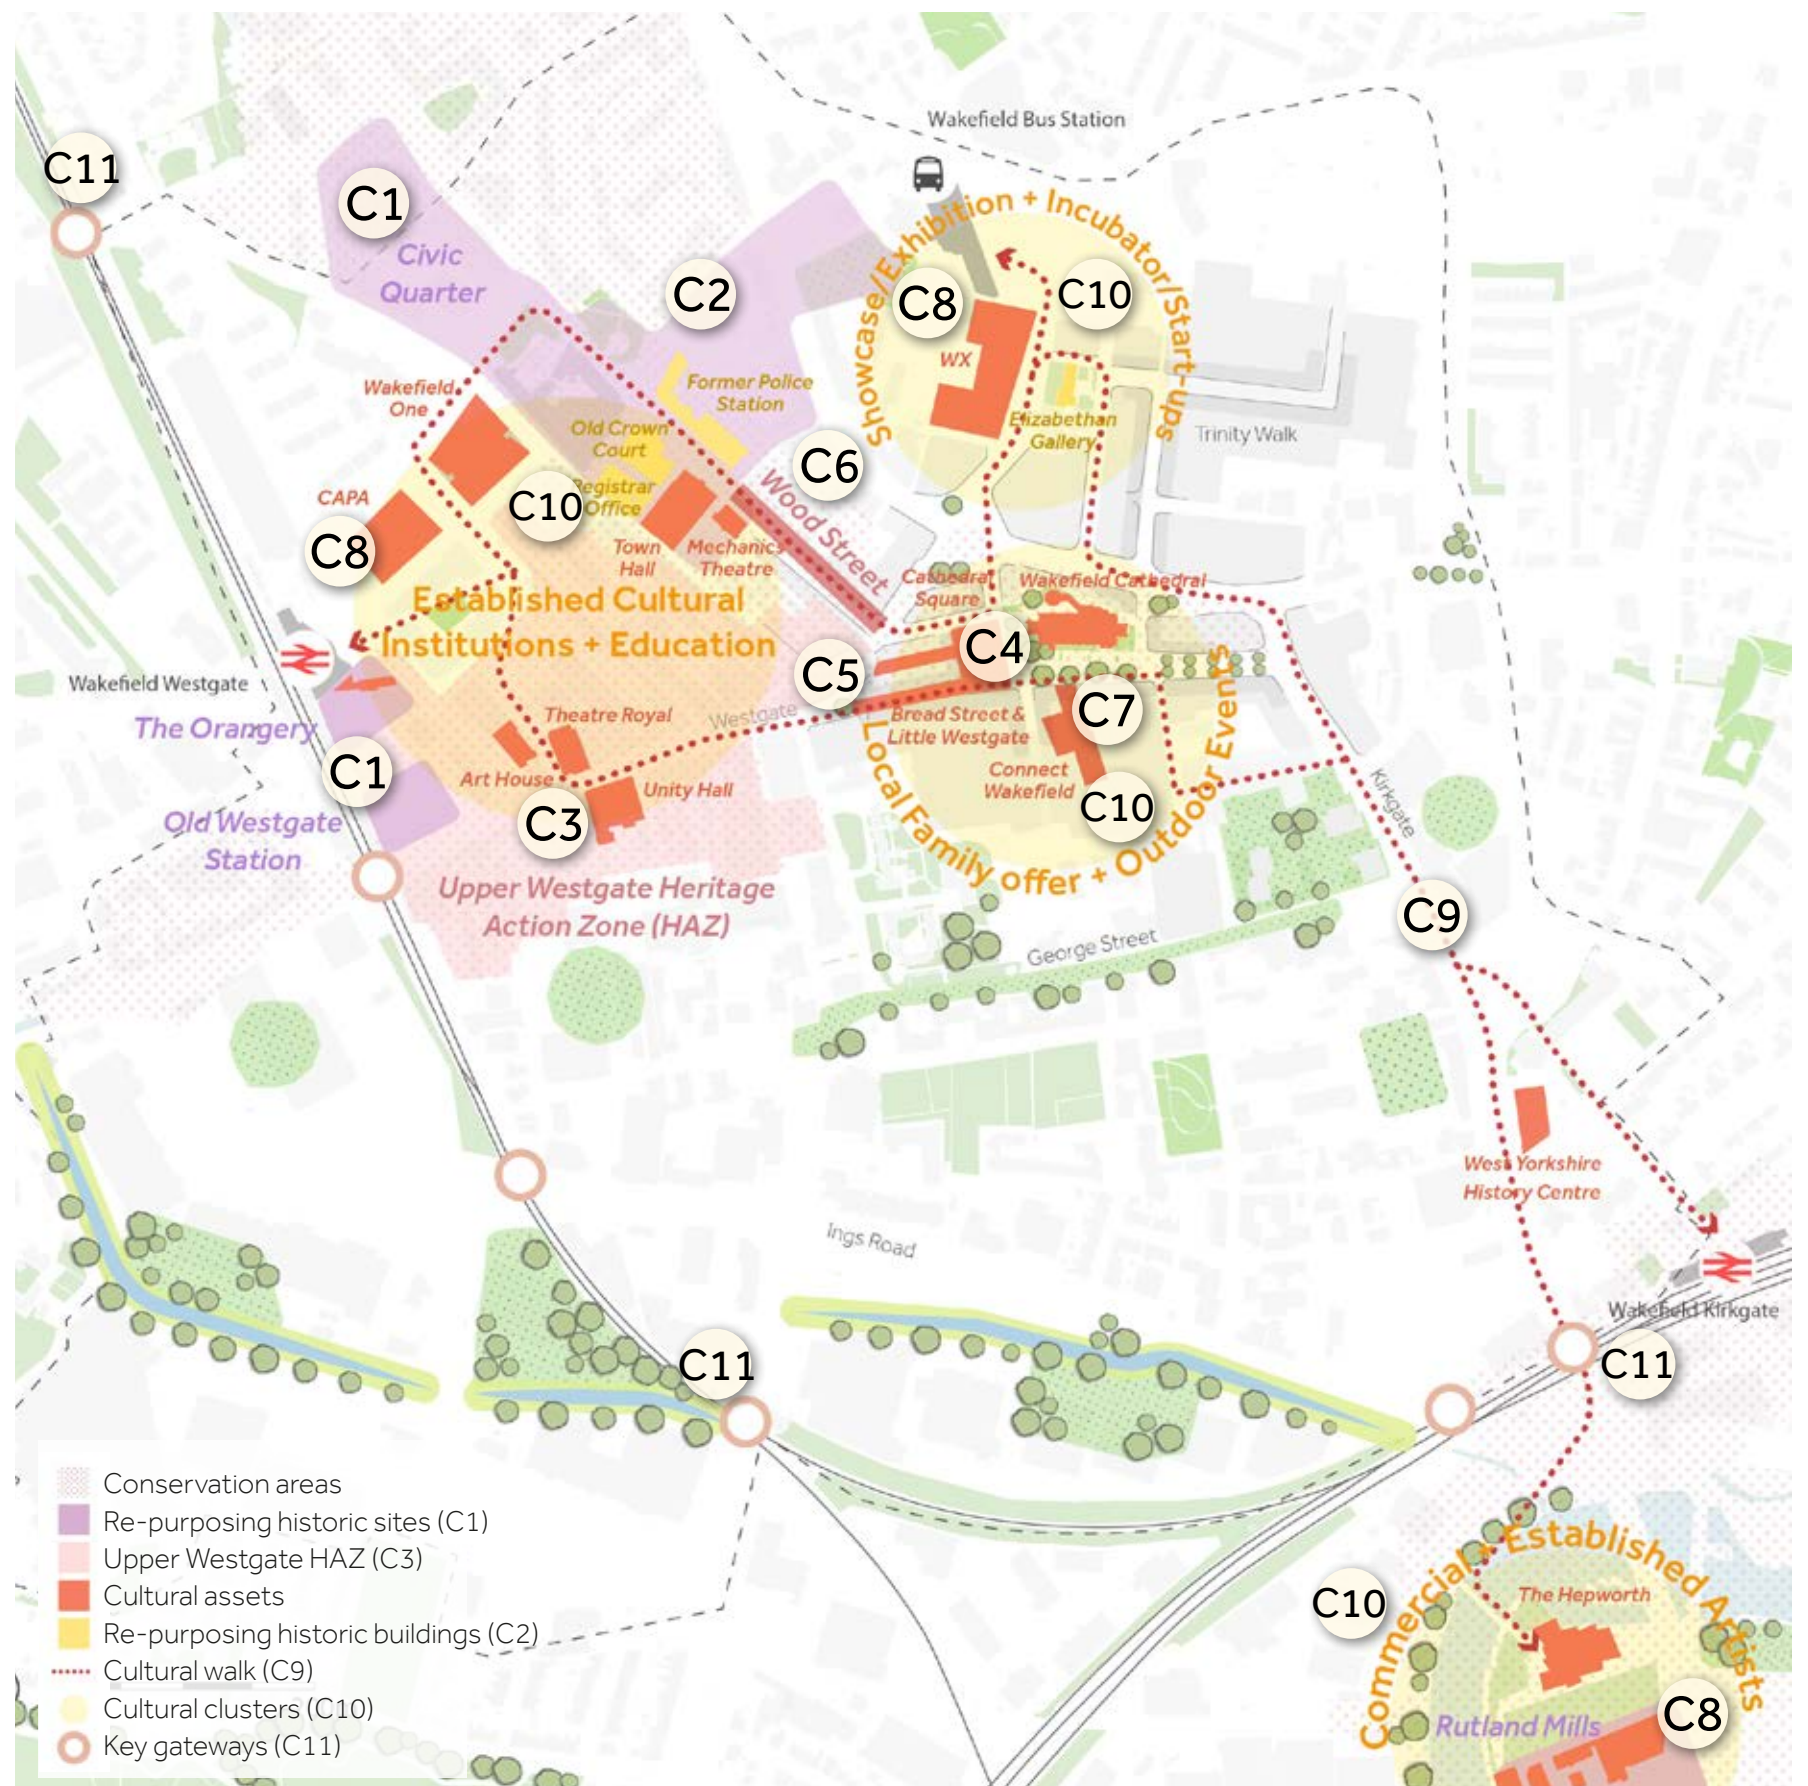 Wakefield Bus Station
C11
C1
Civic
Quarter
C2
Showcase/Exhibition + Incubator/Start-ups
C8
C10
WX
Elizabethan
Gallery
Trinity Walk
Wakefield
One
Former Police
Station
Old Crown
Court
Registrar
Office
C6
Wood Street
CAPA
C10
C8
Town
Hall
Mechanics
Theatre
Cathedral
Square
Wakefield Cathedral
Established Cultural
Institutions + Education
C4
C5
Wakefield Westgate
The Orangery
Theatre Royal
Westgate
Bread Street &
Little Westgate
C7
C1
Art House
Unity Hall
Connect
Wakefield
C10
Kirkgate
C3
Old Westgate
Station
Local Family offer + Outdoor Events
Upper Westgate Heritage
Action Zone (HAZ)
C9
George Street
West Yorkshire
History Centre
Ings Road
Wakefield Kirkgate
C11
C11
Conservation areas
Re-purposing historic sites (C1)
Upper Westgate HAZ (C3)
Cultural assets
Re-purposing historic buildings (C2)
Cultural walk (C9)
Cultural clusters (C10)
Key gateways (C11)
C10
Commercial + Established Artists
The Hepworth
Rutland Mills
C8